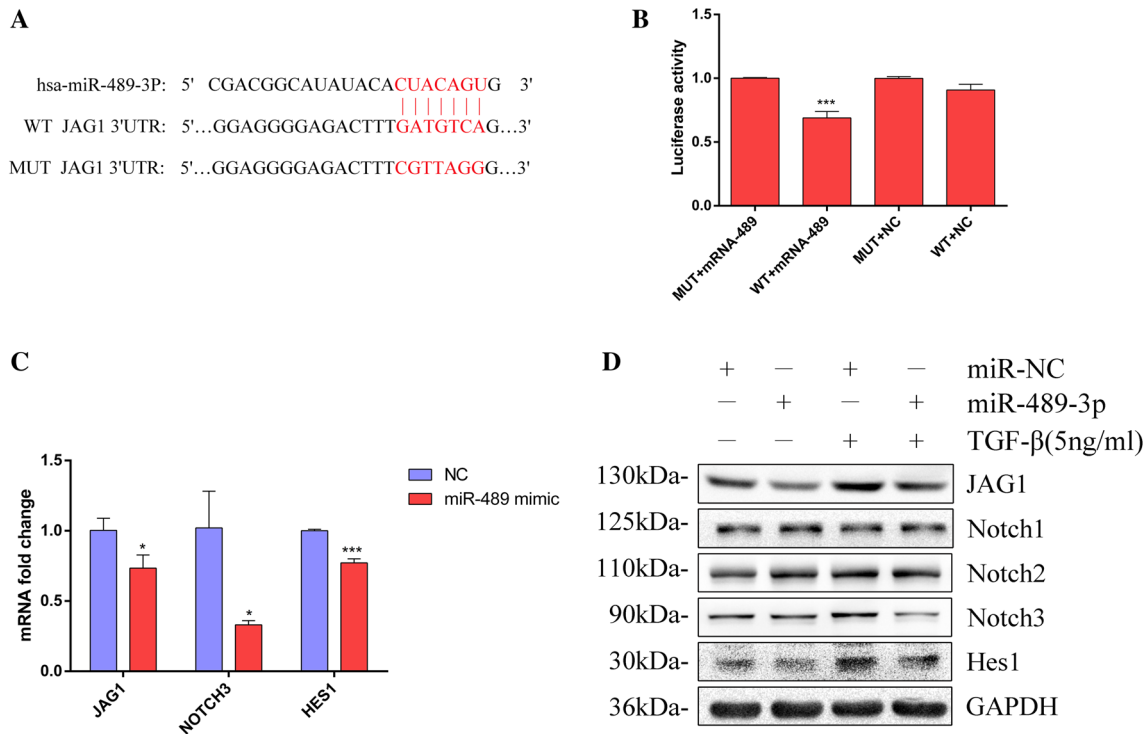 A
hsa-miR-489-3P: 5' CGACGGCAUAUACACUACAGUG 3'
WT JAG1 3'UTR: 5'...GGAGGGGAGACTTTGATGTCAG...3'
MUT JAG1 3'UTR: 5'...GGAGGGGAGACTTTCGTTAGGG...3'
B
Luciferase activity
1.5
1.0
0.5
0.0
***
MUT+mRNA-489
WT+mRNA-489
MUT+NC
WT+NC
C
mRNA fold change
1.5
1.0
0.5
0.0
*
*
***
JAG1
NOTCH3
HES1
NC
miR-489 mimic
D
+ — + — miR-NC
— + — + miR-489-3p
— — + + TGF-β(5ng/ml)
130kDa- JAG1
125kDa- Notch1
110kDa- Notch2
90kDa- Notch3
30kDa- Hes1
36kDa- GAPDH